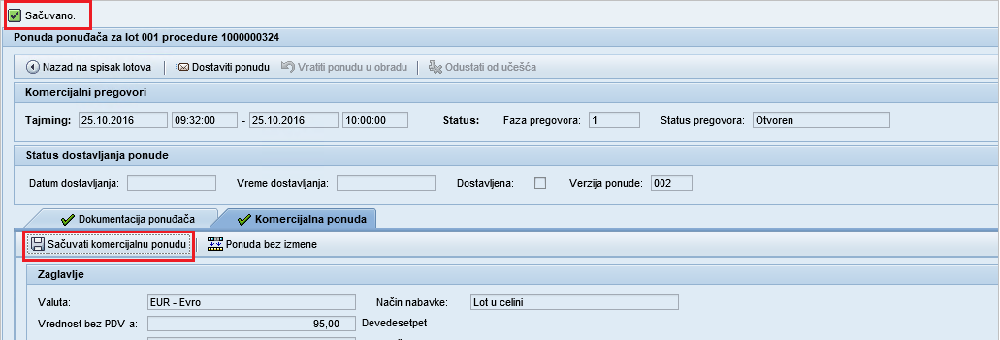 Sačuvano.
Ponuda ponuđača za lot 001 procedure 1000000324
Nazad na spisak lotova Dostaviti ponudu Vratiti ponudu u obradu Odustati od učešća
Komercijalni pregovori
Tajming: 25.10.2016 09:32:00 - 25.10.2016 10:00:00 Status: Faza pregovora: 1 Status pregovora: Otvoren
Status dostavljanja ponude
Datum dostavljanja: Vreme dostavljanja: Dostavljena: Verzija ponude: 002
Dokumentacija ponuđača Komercijalna ponuda
Sačuvati komercijalnu ponudu Ponuda bez izmene
Zaglavlje
Valuta: EUR - Evro Način nabavke: Lot u celini
Vrednost bez PDV-a: 95,00 Devedesetpet